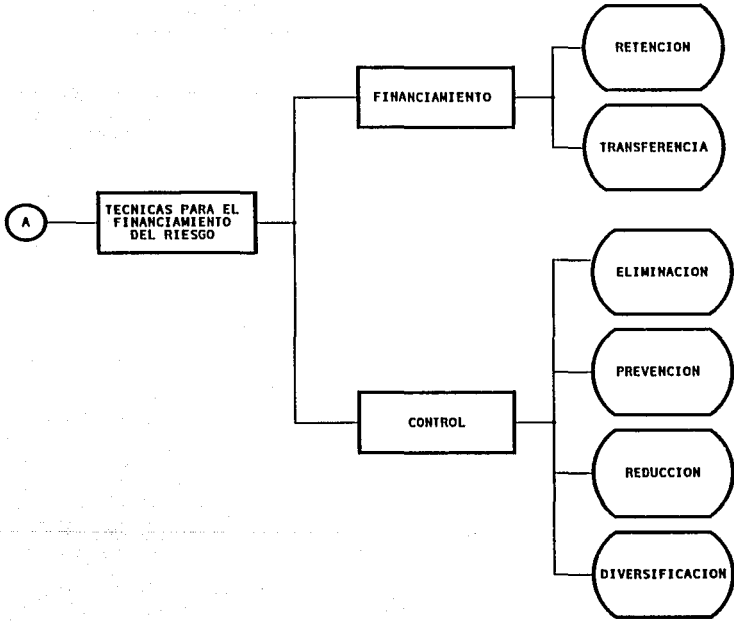 A
TECNICAS PARA EL
FINANCIAMIENTO
DEL RIESGO
FINANCIAMIENTO
RETENCION
TRANSFERENCIA
CONTROL
ELIMINACION
PREVENCION
REDUCCION
DIVERSIFICACION